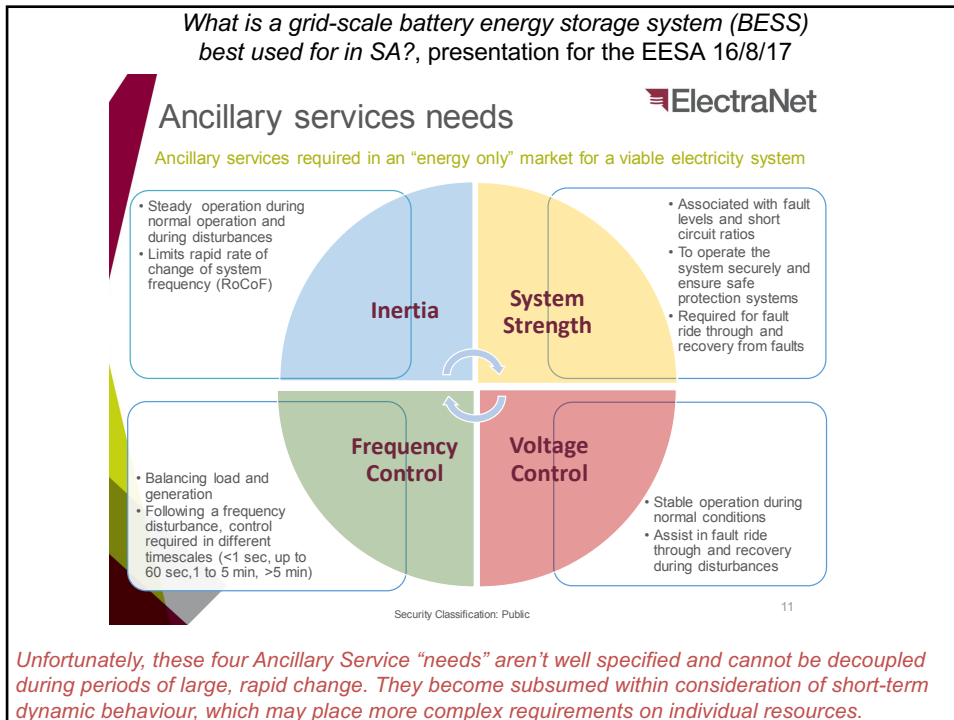 What is a grid-scale battery energy storage system (BESS)
best used for in SA?, presentation for the EESA 16/8/17
ElectraNet
Ancillary services needs
Ancillary services required in an “energy only” market for a viable electricity system
• Steady operation during
normal operation and
during disturbances
• Limits rapid rate of
change of system
frequency (RoCoF)
Inertia
System
Strength
• Associated with fault
levels and short
circuit ratios
• To operate the
system securely and
ensure safe
protection systems
• Required for fault
ride through and
recovery from faults
• Balancing load and
generation
• Following a frequency
disturbance, control
required in different
timescales (<1 sec, up to
60 sec,1 to 5 min, >5 min)
Frequency
Control
Voltage
Control
• Stable operation during
normal conditions
• Assist in fault ride
through and recovery
during disturbances
Security Classification: Public
11
Unfortunately, these four Ancillary Service “needs” aren’t well specified and cannot be decoupled
during periods of large, rapid change. They become subsumed within consideration of short-term
dynamic behaviour, which may place more complex requirements on individual resources.